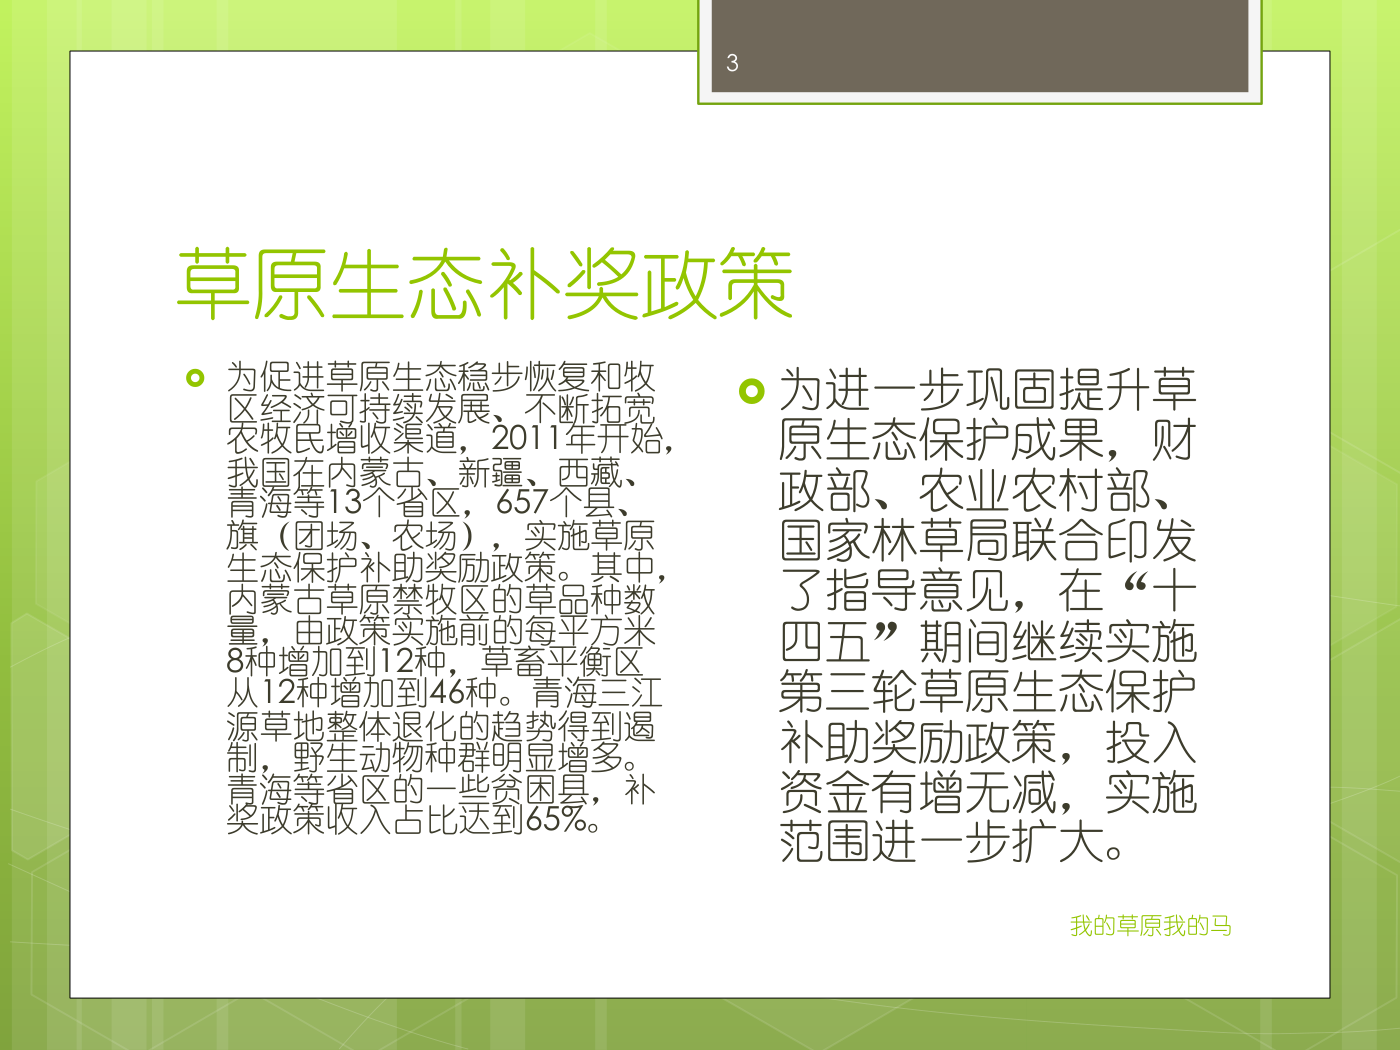 3
草原生态补奖政策
为促进草原生态稳步恢复和牧
区经济可持续发展、不断拓宽
农牧民增收渠道，2011年开始，
我国在内蒙古、新疆、西藏、
青海等13个省区，657个县、
旗（团场、农场），实施草原
生态保护补助奖励政策。其中，
内蒙古草原禁牧区的草品种数
量，由政策实施前的每平方米
8种增加到12种，草畜平衡区
从12种增加到46种。青海三江
源草地整体退化的趋势得到遏
制，野生动物种群明显增多。
青海等省区的一些贫困县，补
奖政策收入占比达到65%。
为进一步巩固提升草
原生态保护成果，财
政部、农业农村部、
国家林草局联合印发
了指导意见，在“十
四五”期间继续实施
第三轮草原生态保护
补助奖励政策，投入
资金有增无减，实施
范围进一步扩大。
我的草原我的马